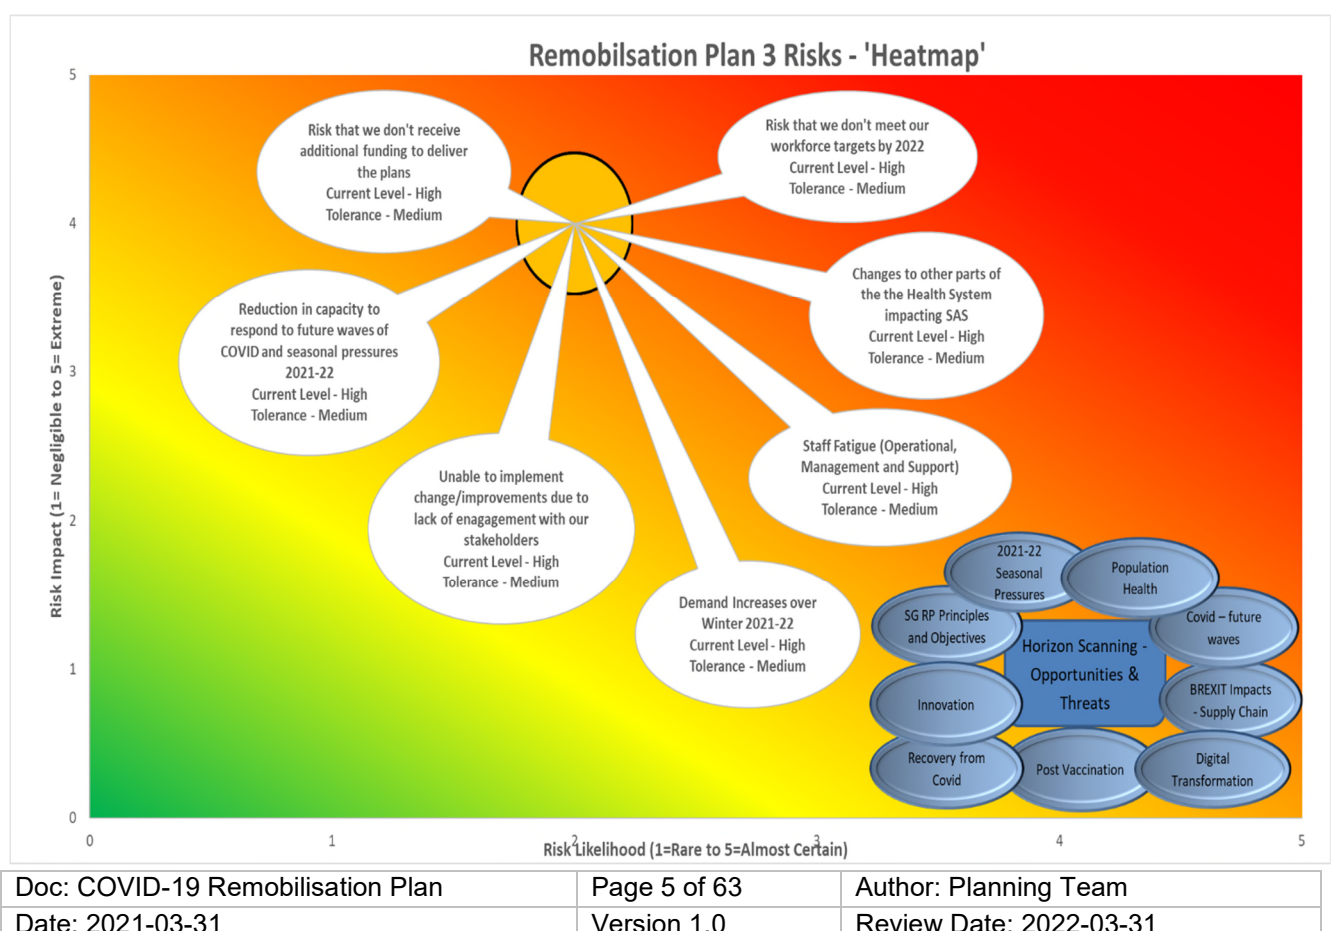 Remobilsation Plan 3 Risks - 'Heatmap'
Risk Impact (1= Negligible to 5= Extreme)
5
4
3
2
1
0
Risk that we don't receive
additional funding to deliver
the plans
Current Level - High
Tolerance - Medium
Risk that we don't meet our
workforce targets by 2022
Current Level - High
Tolerance - Medium
Changes to other parts of
the the Health System
impacting SAS
Current Level - High
Tolerance - Medium
Reduction in capacity to
respond to future waves of
COVID and seasonal pressures
2021-22
Current Level - High
Tolerance - Medium
Staff Fatigue (Operational,
Management and Support)
Current Level - High
Tolerance - Medium
Unable to implement
change/improvements due to
lack of enagagement with our
stakeholders
Current Level - High
Tolerance - Medium
Demand Increases over
Winter 2021-22
Current Level - High
Tolerance - Medium
2021-22
Seasonal
Pressures
Population
Health
SG RP Principles
and Objectives
Covid – future
waves
Horizon Scanning -
Opportunities &
Threats
Innovation
BREXIT Impacts
- Supply Chain
Recovery from
Covid
Post Vaccination
Digital
Transformation
0
1
2
3
4
5
Risk Likelihood (1=Rare to 5=Almost Certain)
Doc: COVID-19 Remobilisation Plan
Page 5 of 63
Author: Planning Team
Date: 2021-03-31
Version 1.0
Review Date: 2022-03-31